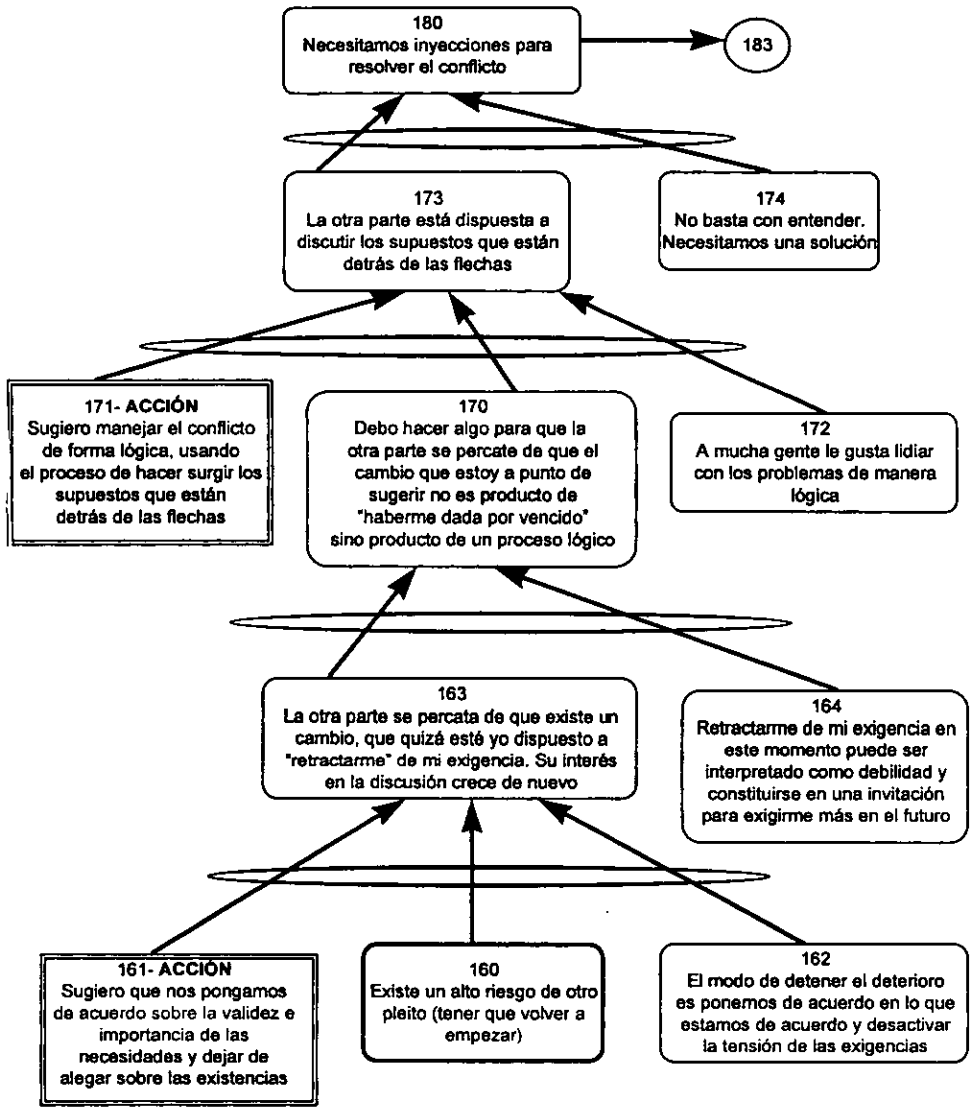 180
Necesitamos inyecciones para
resolver el conflicto
183
173
La otra parte está dispuesta a
discutir los supuestos que están
detrás de las flechas
174
No basta con entender.
Necesitamos una solución
171- ACCIÓN
Sugiero manejar el conflicto
de forma lógica, usando
el proceso de hacer surgir los
supuestos que están
detrás de las flechas
170
Debo hacer algo para que la
otra parte se percate de que el
cambio que estoy a punto de
sugerir no es producto de
"haberme dada por vencido"
sino producto de un proceso lógico
172
A mucha gente le gusta lidiar
con los problemas de manera
lógica
163
La otra parte se percata de que existe un
cambio, que quizá esté yo dispuesto a
"retractarme" de mi exigencia. Su interés
en la discusión crece de nuevo
164
Retractarme de mi exigencia en
este momento puede ser
interpretado como debilidad y
constituirse en una invitación
para exigirme más en el futuro
161- ACCIÓN
Sugiero que nos pongamos
de acuerdo sobre la validez e
importancia de las
necesidades y dejar de
alegar sobre las existencias
160
Existe un alto riesgo de otro
pleito (tener que volver a
empezar)
162
El modo de detener el deterioro
es ponernos de acuerdo en lo que
estamos de acuerdo y desactivar
la tensión de las exigencias